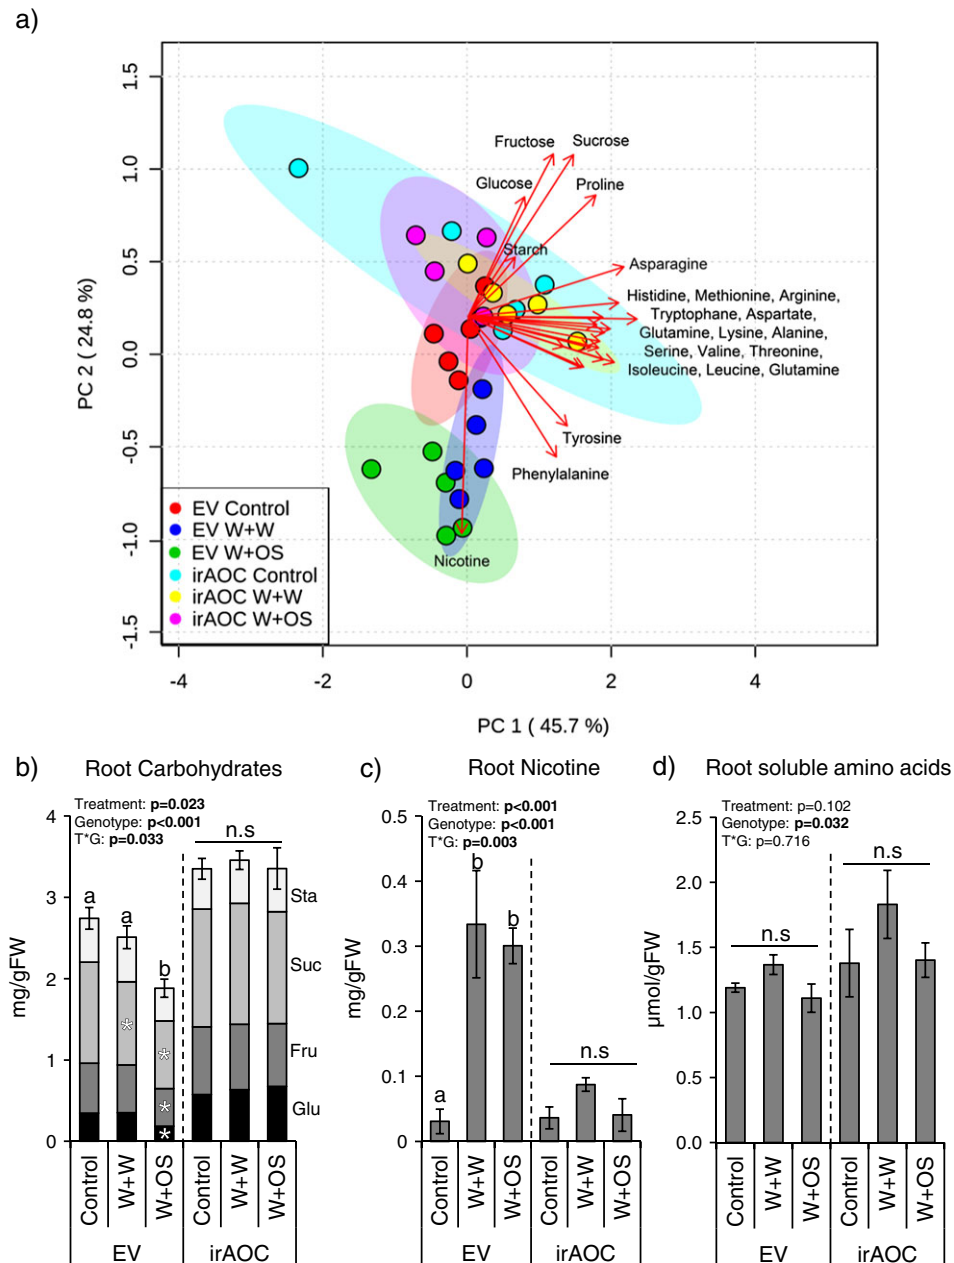 a)
1.5
1.0
0.5
0.0
-0.5
-1.0
-1.5
PC 2 ( 24.8 %)
Fructose
Sucrose
Glucose
Proline
Starch
Asparagine
Histidine, Methionine, Arginine,
Tryptophane, Aspartate,
Glutamine, Lysine, Alanine,
Serine, Valine, Threonine,
Isoleucine, Leucine, Glutamine
Tyrosine
Phenylalanine
Nicotine
EV Control
EV W+W
EV W+OS
irAOC Control
irAOC W+W
irAOC W+OS
-4
-2
0
2
4
PC 1 ( 45.7 %)
b)
Root Carbohydrates
Treatment: p=0.023
Genotype: p<0.001
T*G: p=0.033
n.s
a
a
b
4
3
2
1
0
mg/gFW
Sta
Suc
Fru
Glu
*
*
*
*
Control
W+W
W+OS
Control
W+W
W+OS
EV
irAOC
c)
Root Nicotine
Treatment: p<0.001
Genotype: p<0.001
T*G: p=0.003
0.5
0.4
0.3
0.2
0.1
0
mg/gFW
a
b
b
n.s
Control
W+W
W+OS
Control
W+W
W+OS
EV
irAOC
d)
Root soluble amino acids
Treatment: p=0.102
Genotype: p=0.032
T*G: p=0.716
2.5
2.0
1.5
1.0
0.5
0.0
µmol/gFW
n.s
n.s
Control
W+W
W+OS
Control
W+W
W+OS
EV
irAOC